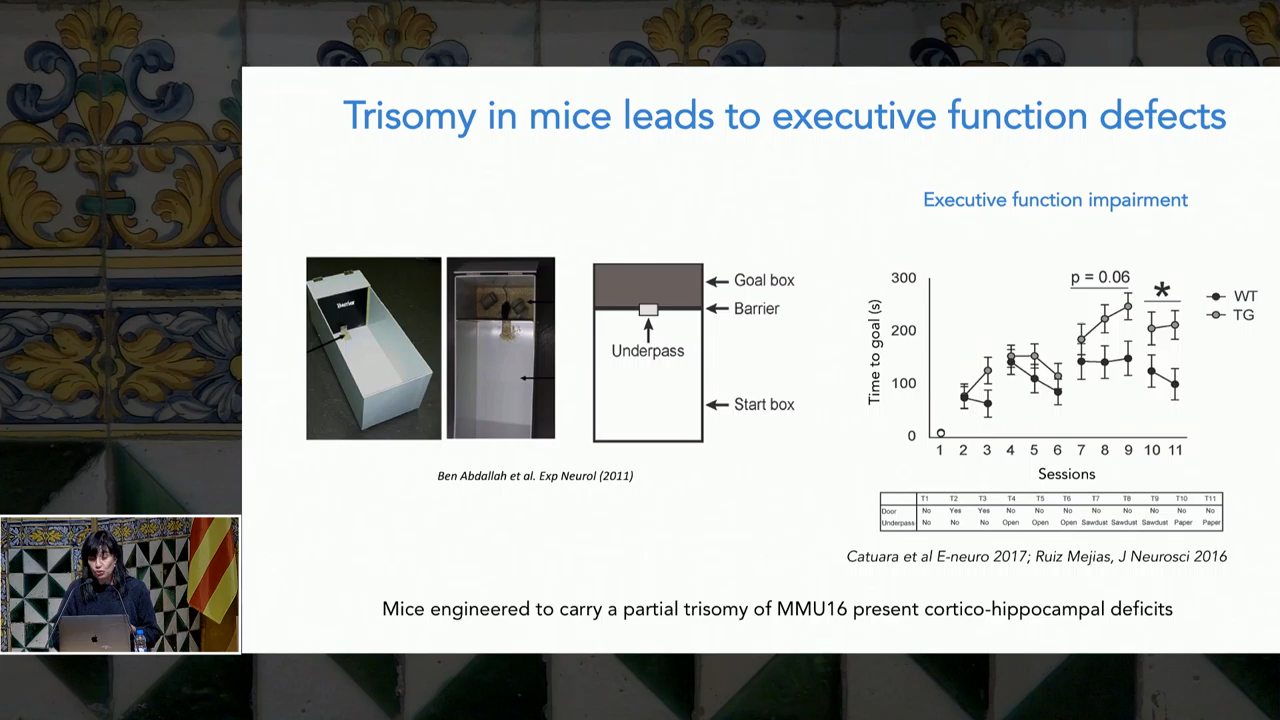 Trisomy in mice leads to executive function defects
Executive function impairment
Barrier
Goal box
Barrier
Underpass
Start box
Ben Abdallah et al. Exp Neurol (2011)
p = 0.06
*
WT
TG
Time to goal (s)
300
200
100
0
1 2 3 4 5 6 7 8 9 10 11
Sessions
T1 T2 T3 T4 T5 T6 T7 T8 T9 T10 T11
Door No Yes Yes No No No No No No No No
Underpass No No No Open Open Open Sawdust Sawdust Sawdust Paper Paper
Catuara et al E-neuro 2017; Ruiz Mejias, J Neurosci 2016
Mice engineered to carry a partial trisomy of MMU16 present cortico-hippocampal deficits